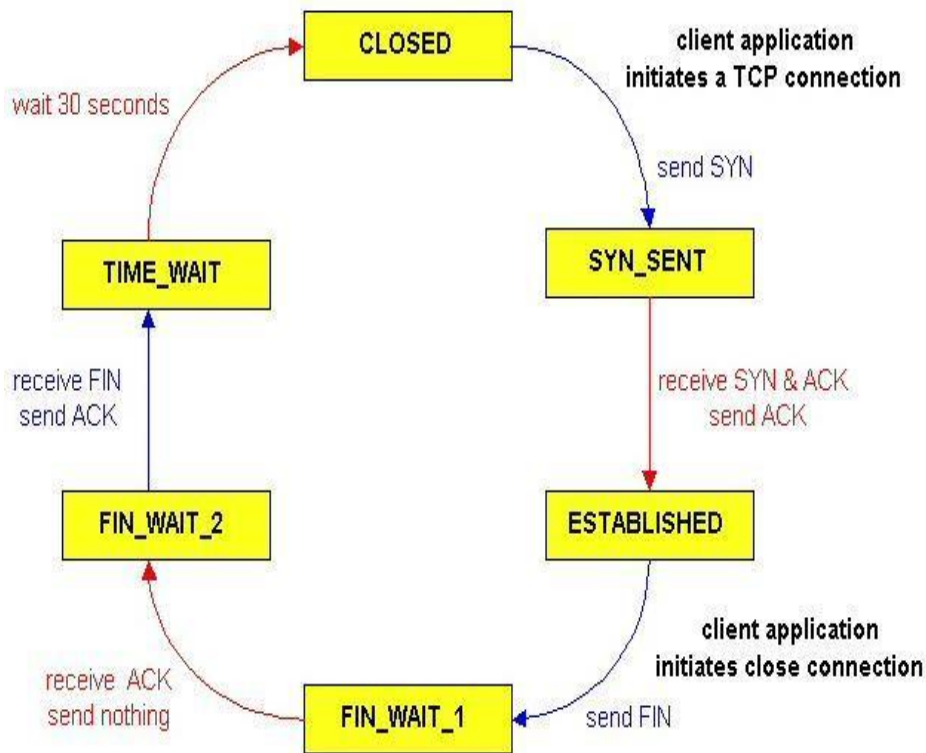 CLOSED
client application
initiates a TCP connection
wait 30 seconds
send SYN
TIME_WAIT
SYN_SENT
receive FIN
send ACK
receive SYN & ACK
send ACK
FIN_WAIT_2
ESTABLISHED
client application
initiates close connection
receive ACK
send nothing
FIN_WAIT_1
send FIN